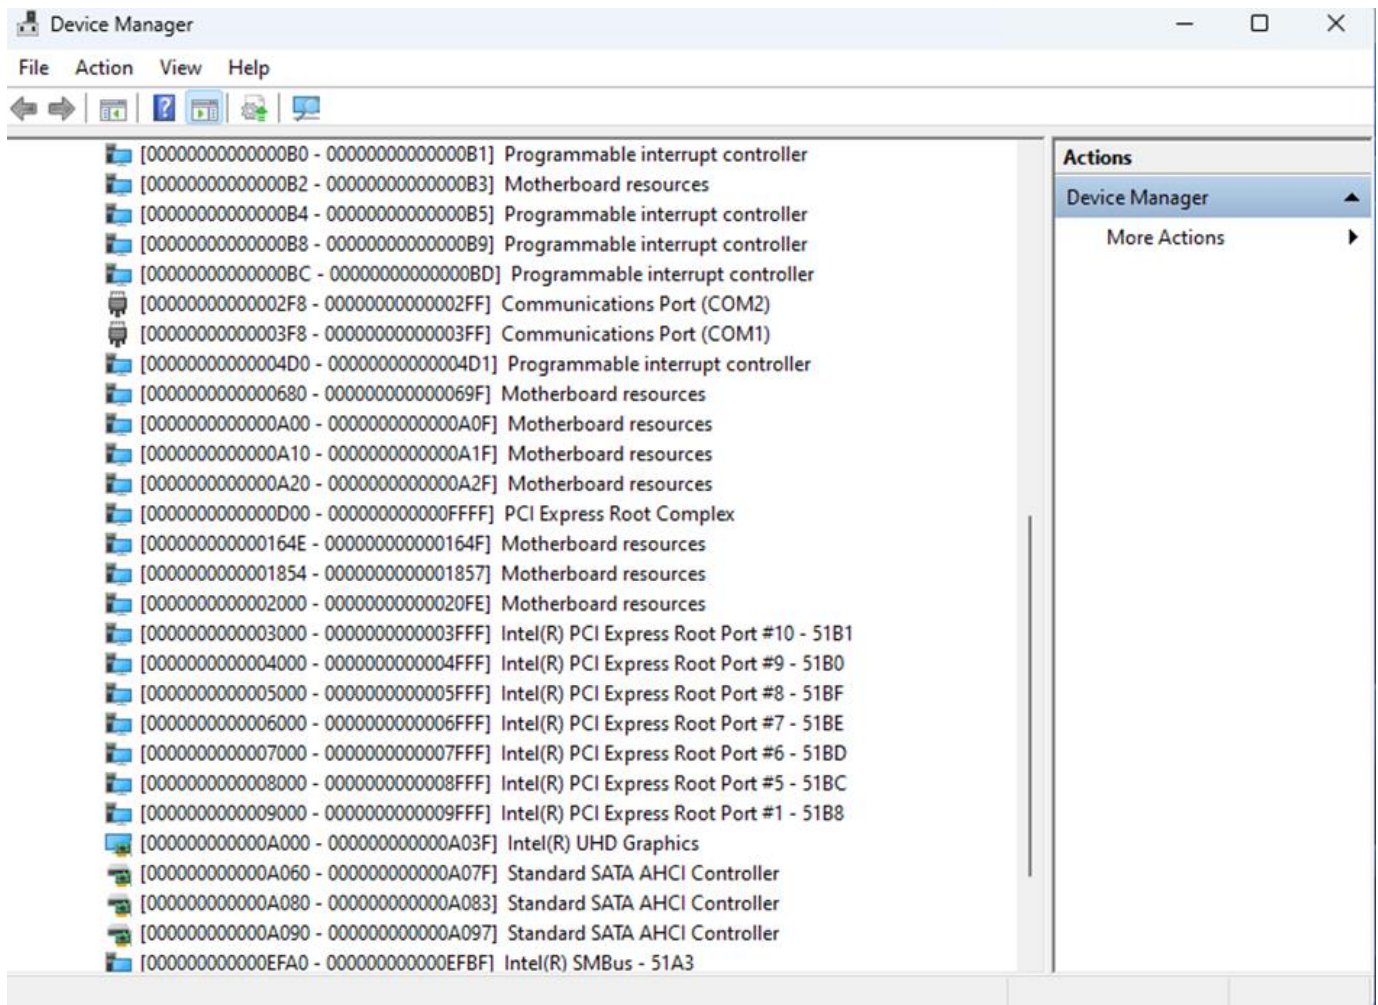 Device Manager
File Action View Help
[00000000000000B0 - 00000000000000B1] Programmable interrupt controller
[00000000000000B2 - 00000000000000B3] Motherboard resources
[00000000000000B4 - 00000000000000B5] Programmable interrupt controller
[00000000000000B8 - 00000000000000B9] Programmable interrupt controller
[00000000000000BC - 00000000000000BD] Programmable interrupt controller
[00000000000002F8 - 00000000000002FF] Communications Port (COM2)
[00000000000003F8 - 00000000000003FF] Communications Port (COM1)
[00000000000004D0 - 00000000000004D1] Programmable interrupt controller
[0000000000000680 - 000000000000069F] Motherboard resources
[0000000000000A00 - 0000000000000A0F] Motherboard resources
[0000000000000A10 - 0000000000000A1F] Motherboard resources
[0000000000000A20 - 0000000000000A2F] Motherboard resources
[0000000000000D00 - 000000000000FFFF] PCI Express Root Complex
[000000000000164E - 000000000000164F] Motherboard resources
[0000000000001854 - 0000000000001857] Motherboard resources
[0000000000002000 - 00000000000020FE] Motherboard resources
[0000000000003000 - 0000000000003FFF] Intel(R) PCI Express Root Port #10 - 51B1
[0000000000004000 - 0000000000004FFF] Intel(R) PCI Express Root Port #9 - 51B0
[0000000000005000 - 0000000000005FFF] Intel(R) PCI Express Root Port #8 - 51BF
[0000000000006000 - 0000000000006FFF] Intel(R) PCI Express Root Port #7 - 51BE
[0000000000007000 - 0000000000007FFF] Intel(R) PCI Express Root Port #6 - 51BD
[0000000000008000 - 0000000000008FFF] Intel(R) PCI Express Root Port #5 - 51BC
[0000000000009000 - 0000000000009FFF] Intel(R) PCI Express Root Port #1 - 51B8
[000000000000A000 - 000000000000A03F] Intel(R) UHD Graphics
[000000000000A060 - 000000000000A07F] Standard SATA AHCI Controller
[000000000000A080 - 000000000000A083] Standard SATA AHCI Controller
[000000000000A090 - 000000000000A097] Standard SATA AHCI Controller
[000000000000EFA0 - 000000000000EFBF] Intel(R) SMBus - 51A3
Actions
Device Manager
More Actions